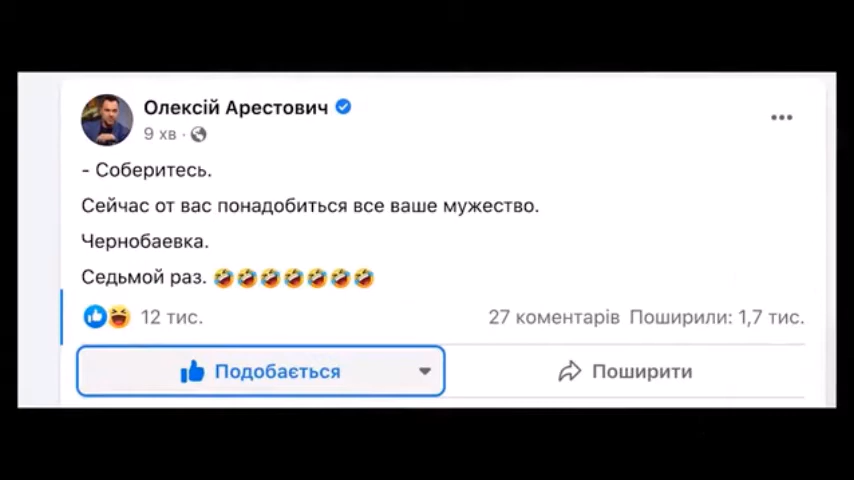 Олексій Арестович
9 хв ·
- Соберитесь.
Сейчас от вас понадобиться все ваше мужество.
Чернобаевка.
Седьмой раз. 🤣🤣🤣🤣🤣🤣🤣
12 тис. 27 коментарів Поширили: 1,7 тис.
Подобається Поширити